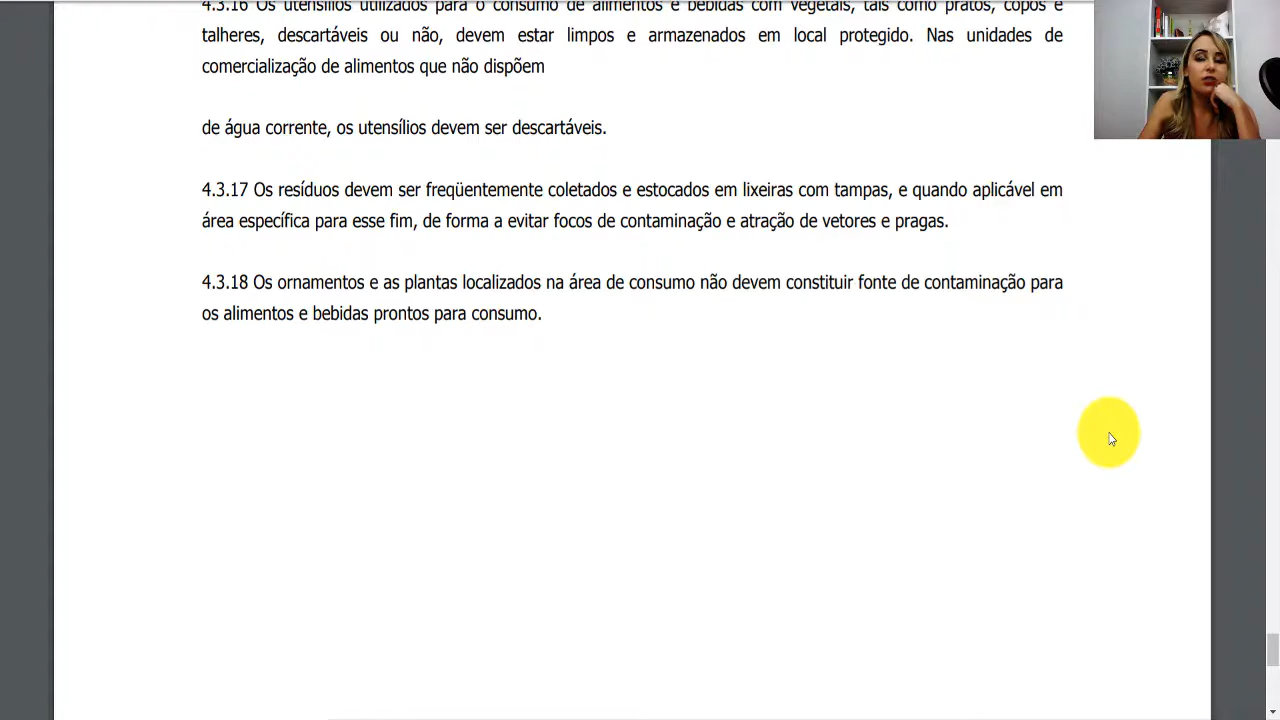 4.3.16 Os utensílios utilizados para o consumo de alimentos e bebidas com vegetais, tais como pratos, copos e
talheres, descartáveis ou não, devem estar limpos e armazenados em local protegido. Nas unidades de
comercialização de alimentos que não dispõem
de água corrente, os utensílios devem ser descartáveis.
4.3.17 Os resíduos devem ser freqüentemente coletados e estocados em lixeiras com tampas, e quando aplicável em
área específica para esse fim, de forma a evitar focos de contaminação e atração de vetores e pragas.
4.3.18 Os ornamentos e as plantas localizados na área de consumo não devem constituir fonte de contaminação para
os alimentos e bebidas prontos para consumo.